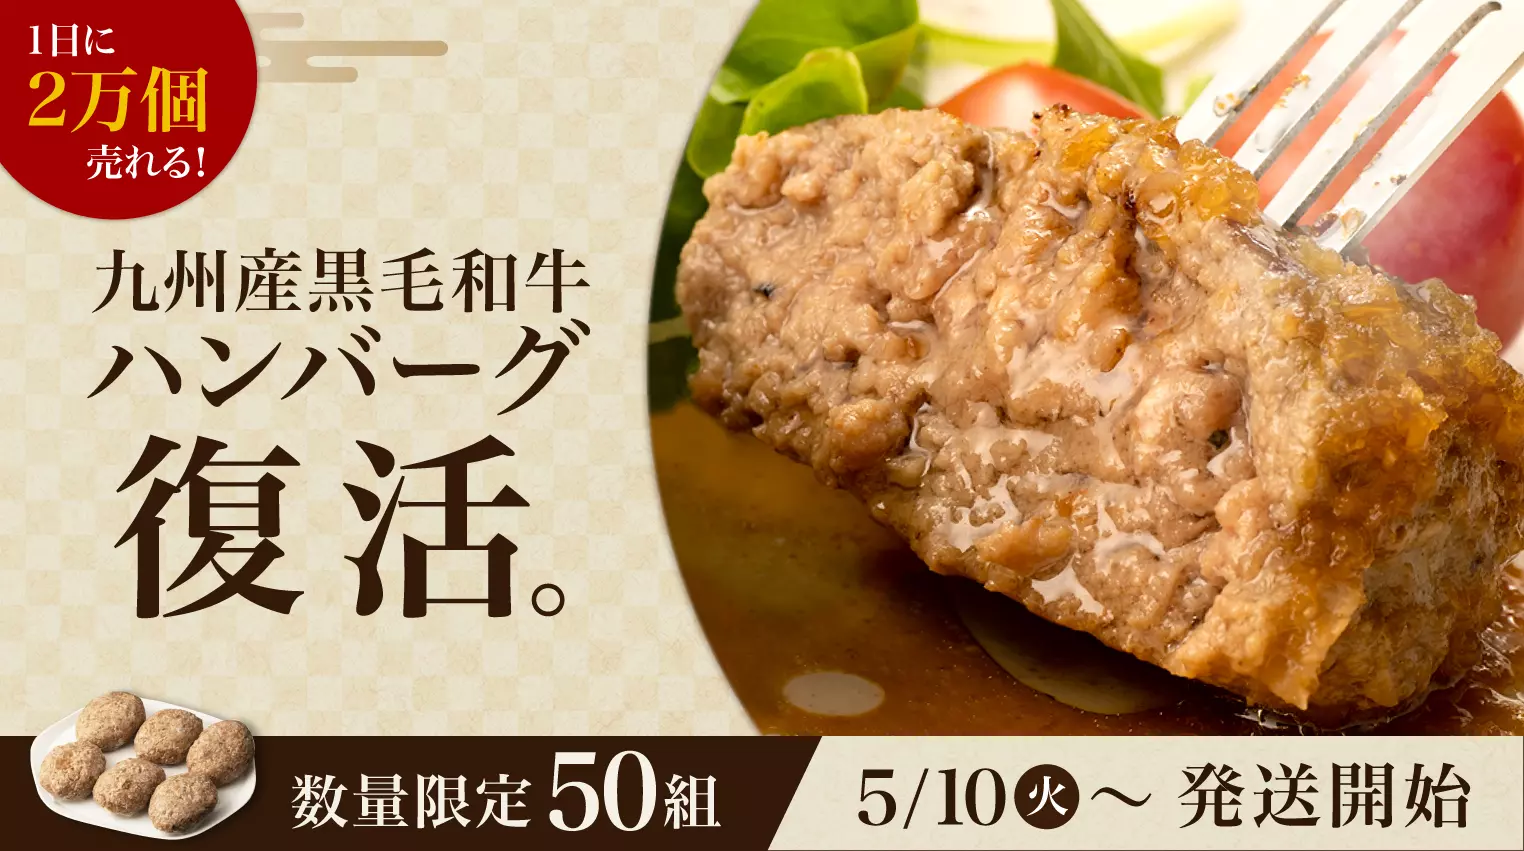 1日に
2万個
売れる!
九州産黒毛和牛
ハンバーグ
復活。
数量限定50組
5/10火〜発送開始